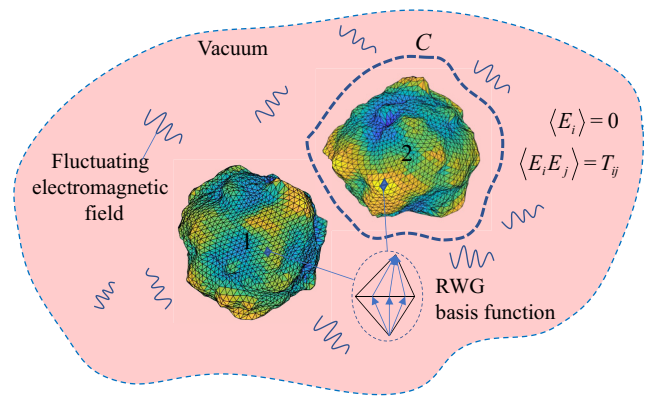 Vacuum
C
⟨E_i⟩ = 0
⟨E_i E_j⟩ = T_ij
2
Fluctuating
electromagnetic
field
1
RWG
basis function